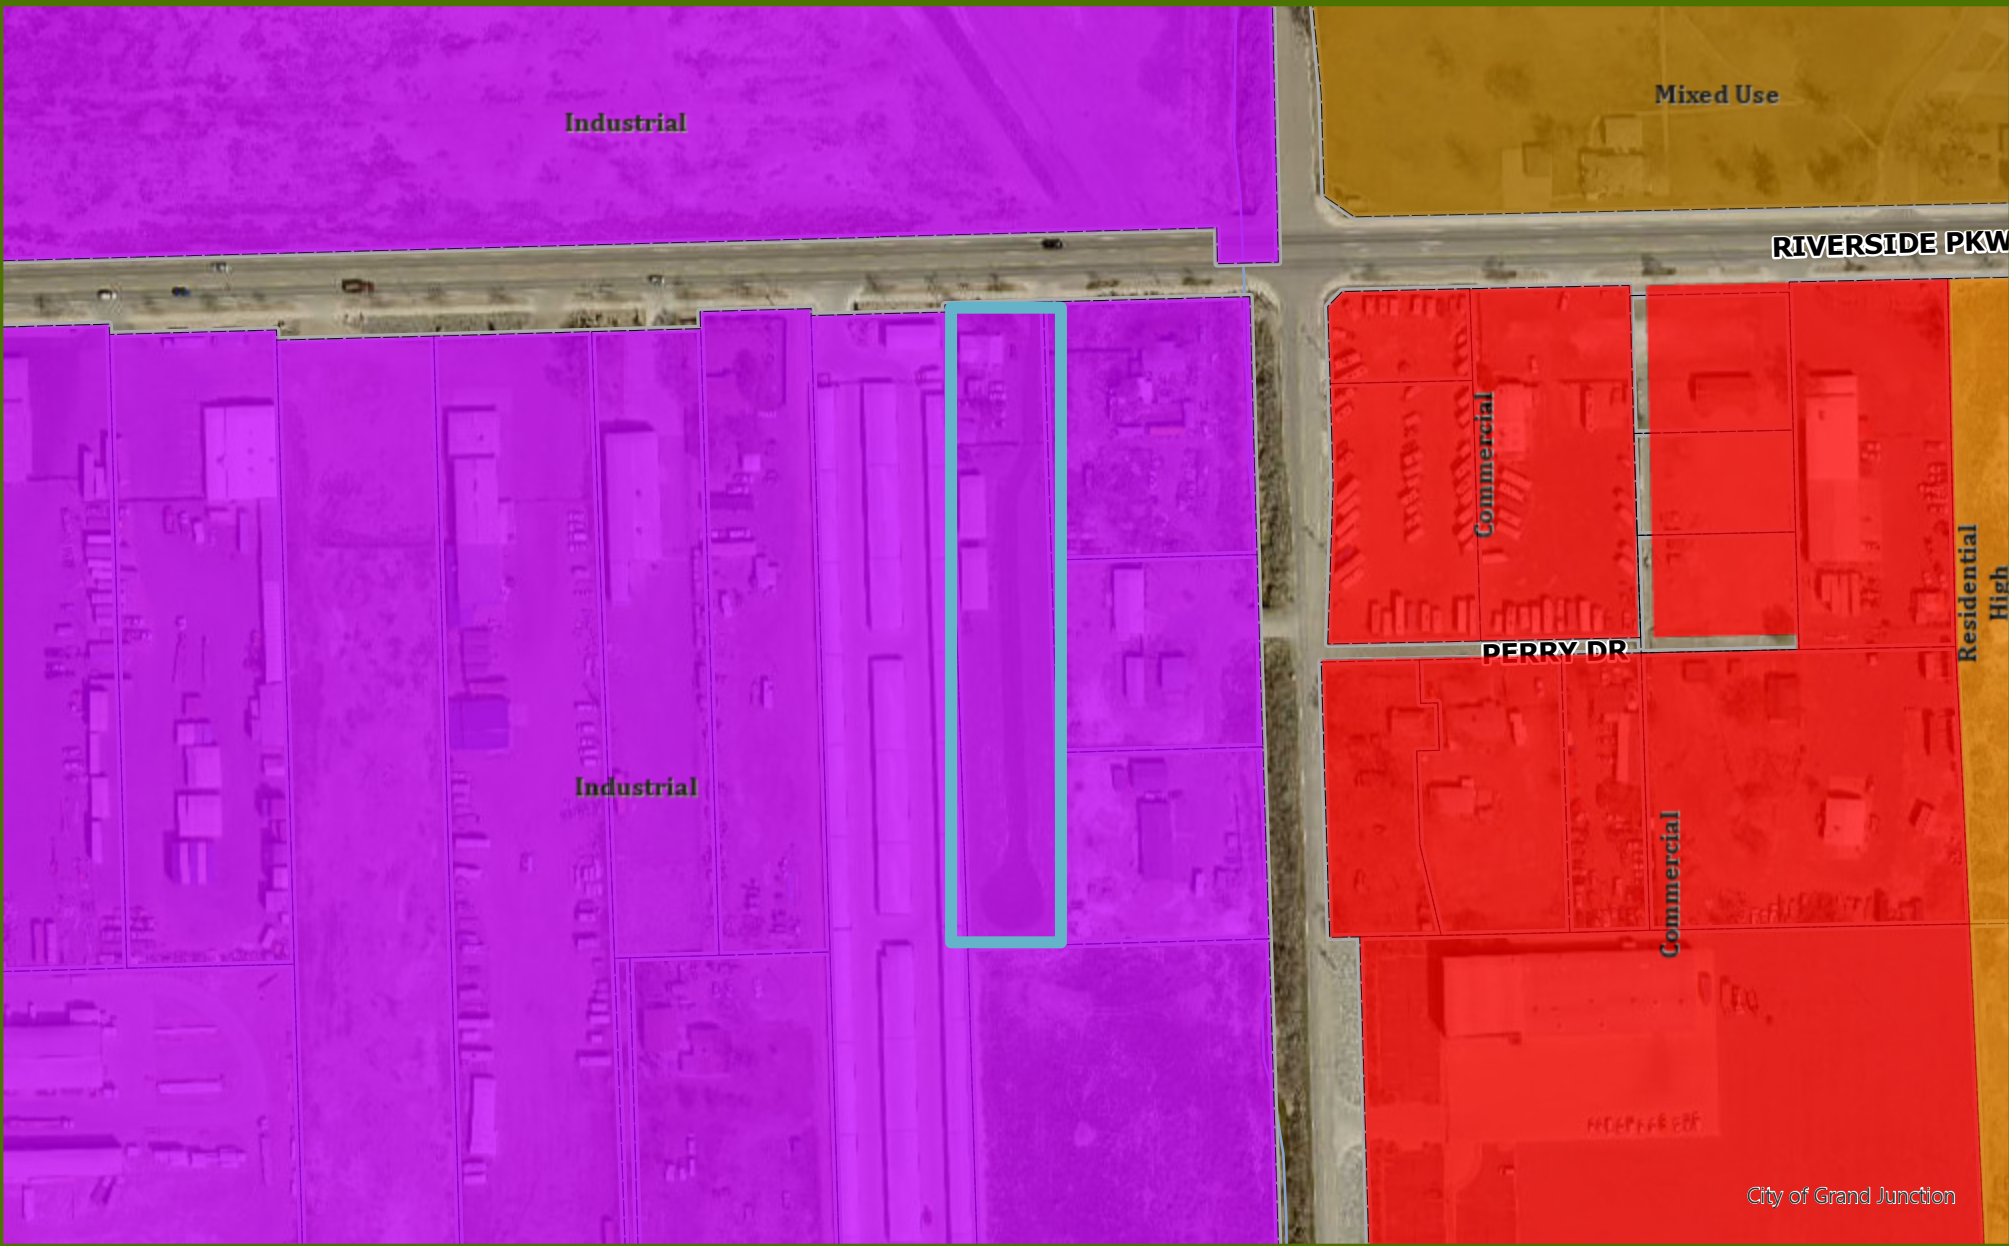 Industrial
Mixed Use
RIVERSIDE PKW
Commercial
Residential
High
PERRY DR
Industrial
Commercial
City of Grand Junction